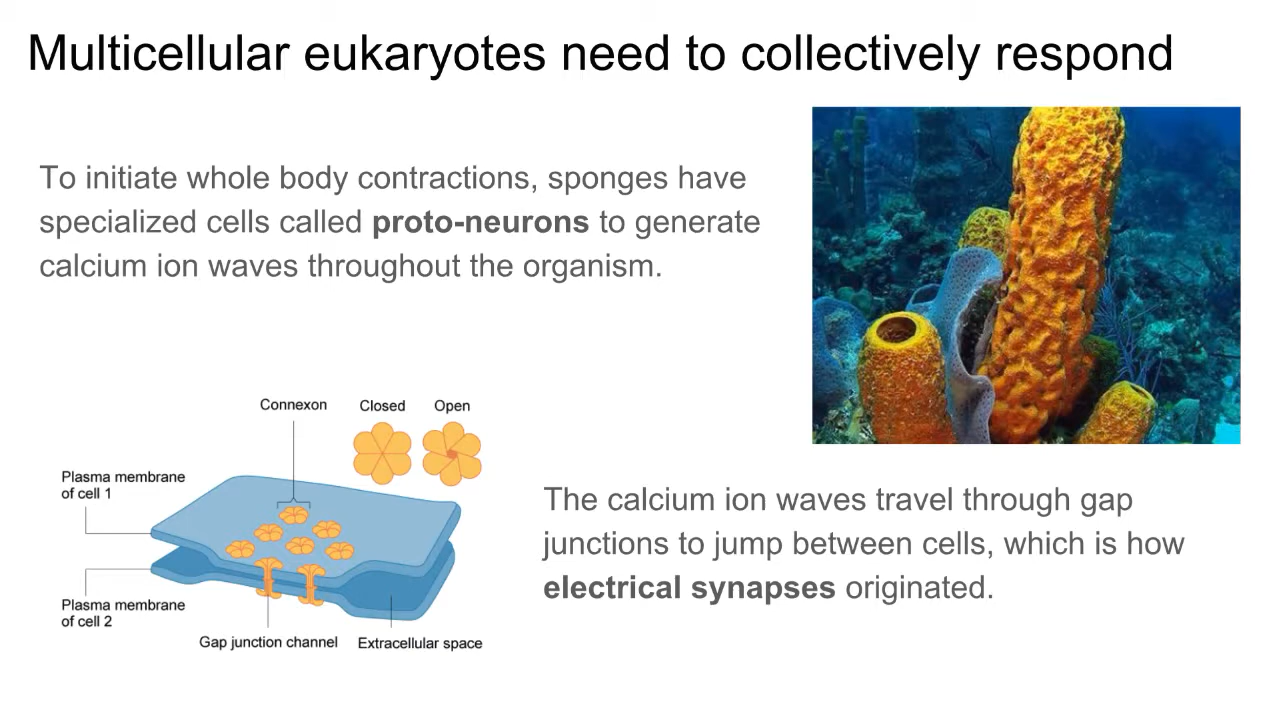 Multicellular eukaryotes need to collectively respond
To initiate whole body contractions, sponges have
specialized cells called proto-neurons to generate
calcium ion waves throughout the organism.
Connexon
Closed
Open
Plasma membrane
of cell 1
Plasma membrane
of cell 2
Gap junction channel
Extracellular space
The calcium ion waves travel through gap
junctions to jump between cells, which is how
electrical synapses originated.